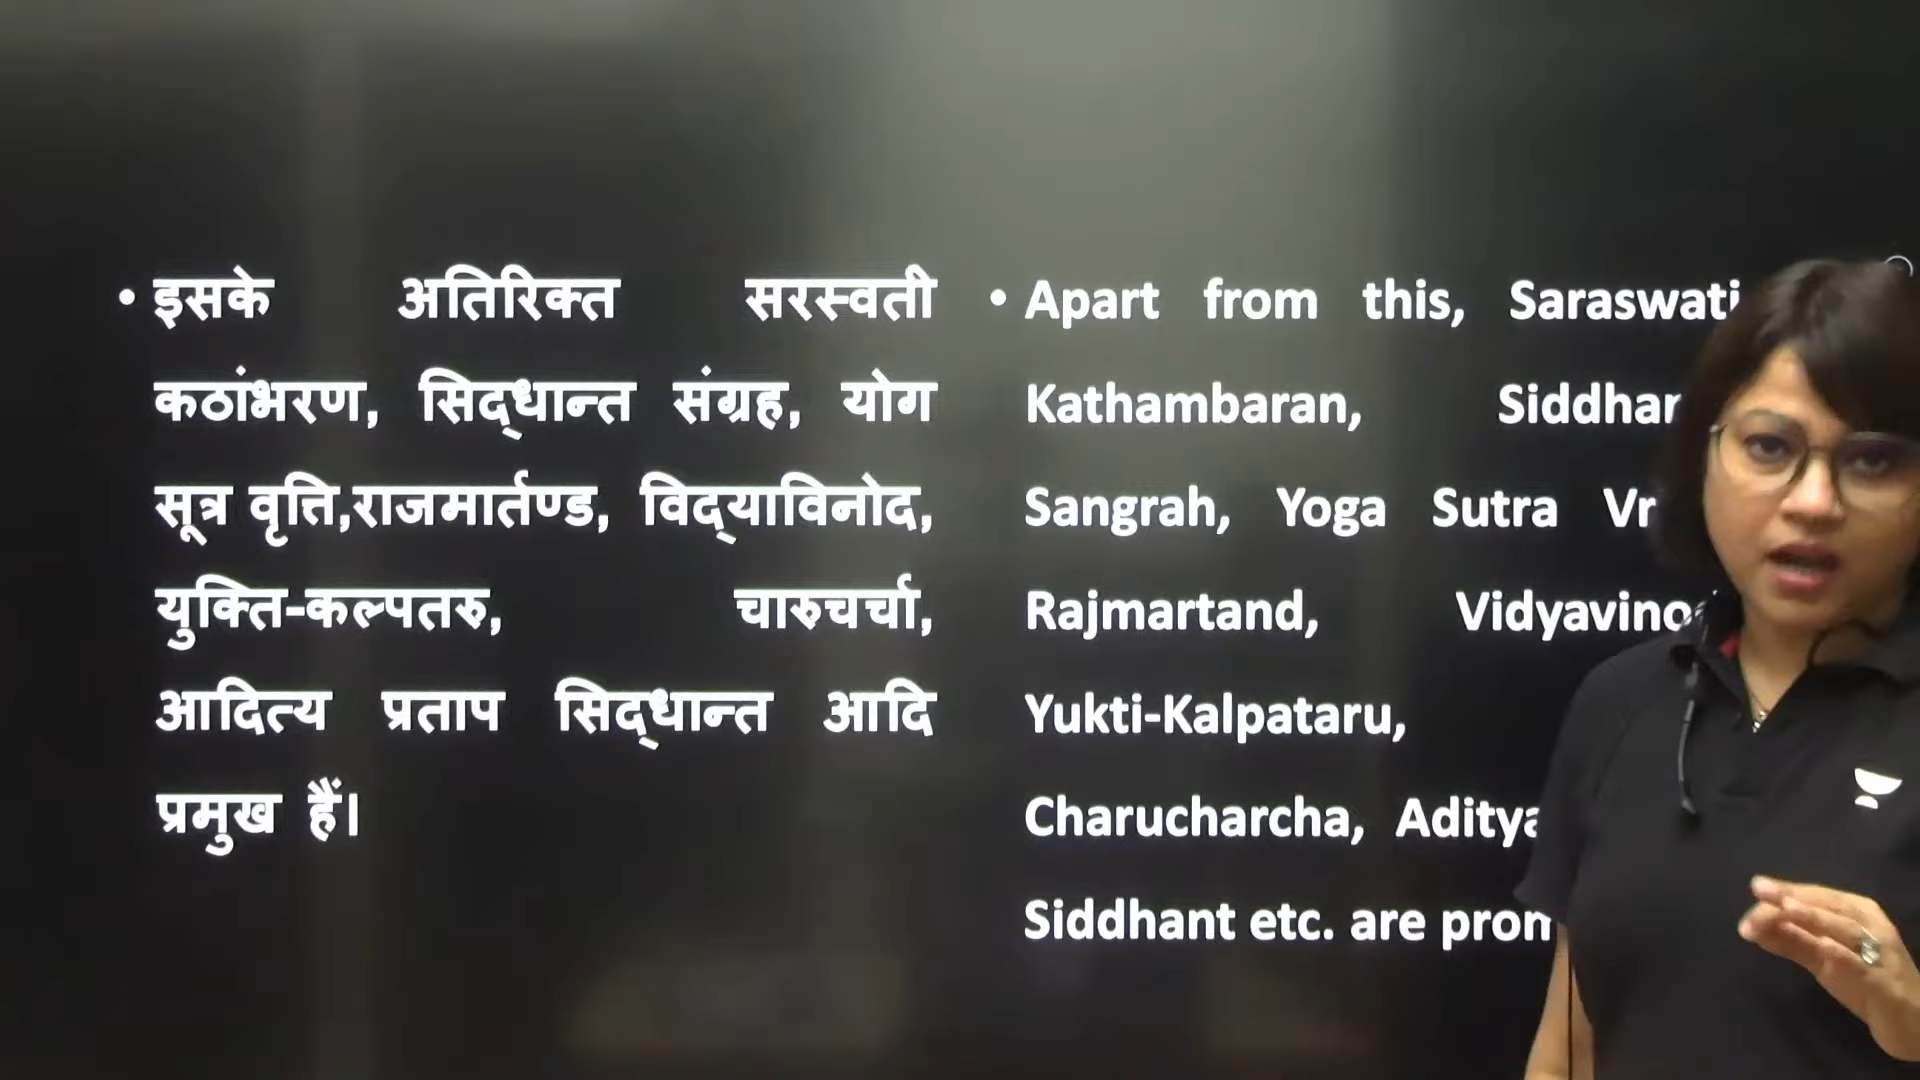 • इसके अतिरिक्त सरस्वती
कठांभरण, सिद्धान्त संग्रह, योग
सूत्र वृत्ति,राजमार्तण्ड, विद्याविनोद,
युक्ति-कल्पतरु, चारुचर्चा,
आदित्य प्रताप सिद्धान्त आदि
प्रमुख हैं।
• Apart from this, Saraswati
Kathambaran,
Sangrah, Yoga Sutra
Rajmartand,
Yukti-Kalpataru,
Charucharcha,
Siddhant etc. are